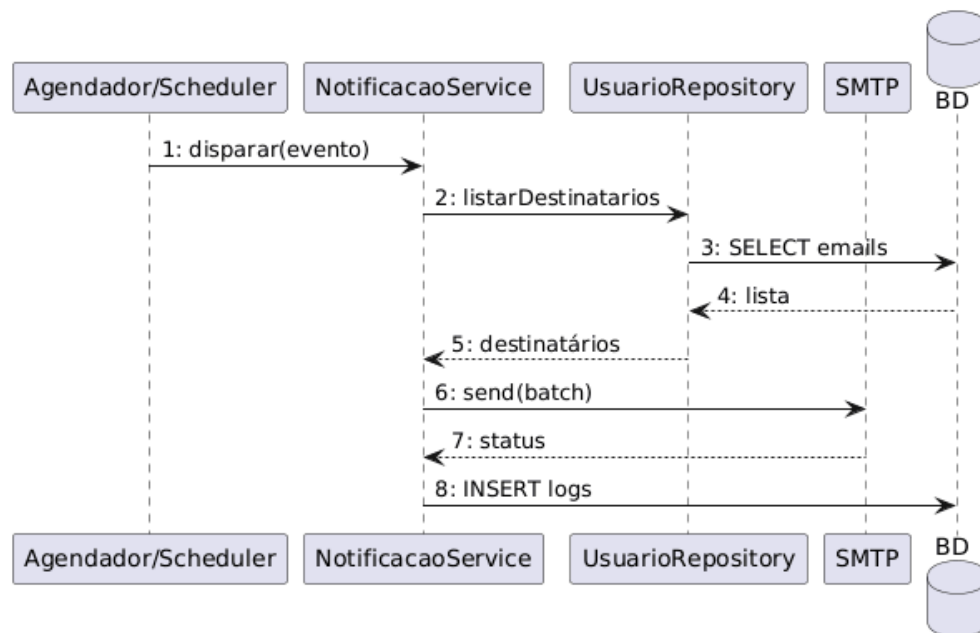 Agendador/Scheduler
NotificacaoService
UsuarioRepository
SMTP
BD
1: disparar(evento)
2: listarDestinatarios
3: SELECT emails
4: lista
5: destinatários
6: send(batch)
7: status
8: INSERT logs
Agendador/Scheduler
NotificacaoService
UsuarioRepository
SMTP
BD